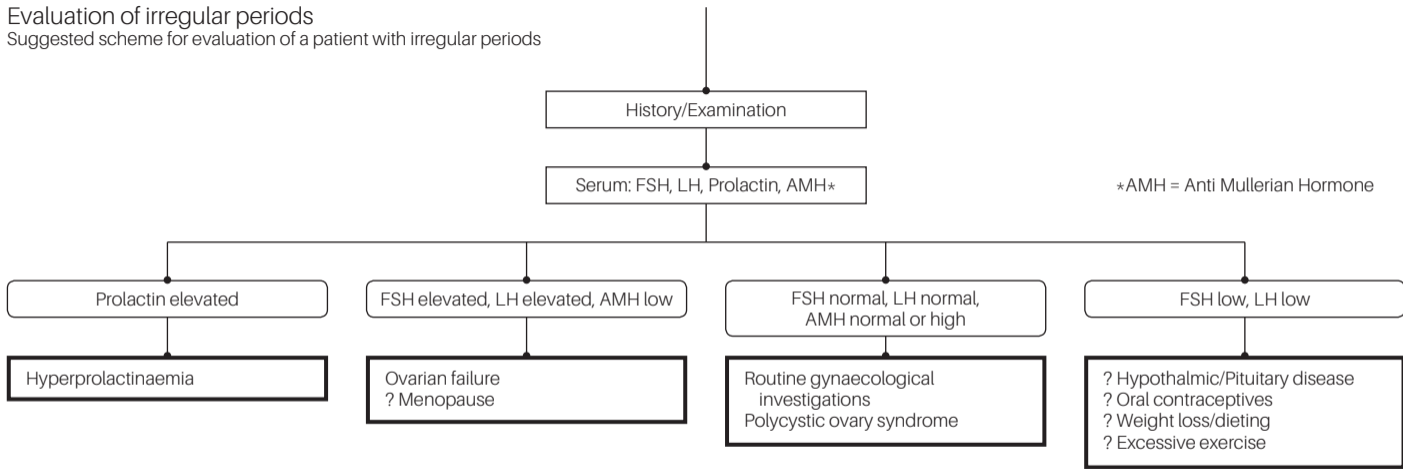 Evaluation of irregular periods
Suggested scheme for evaluation of a patient with irregular periods
History/Examination
Serum: FSH, LH, Prolactin, AMH*
*AMH = Anti Mullerian Hormone
Prolactin elevated
FSH elevated, LH elevated, AMH low
FSH normal, LH normal,
AMH normal or high
FSH low, LH low
Hyperprolactinaemia
Ovarian failure
? Menopause
Routine gynaecological
investigations
Polycystic ovary syndrome
? Hypothalmic/Pituitary disease
? Oral contraceptives
? Weight loss/dieting
? Excessive exercise